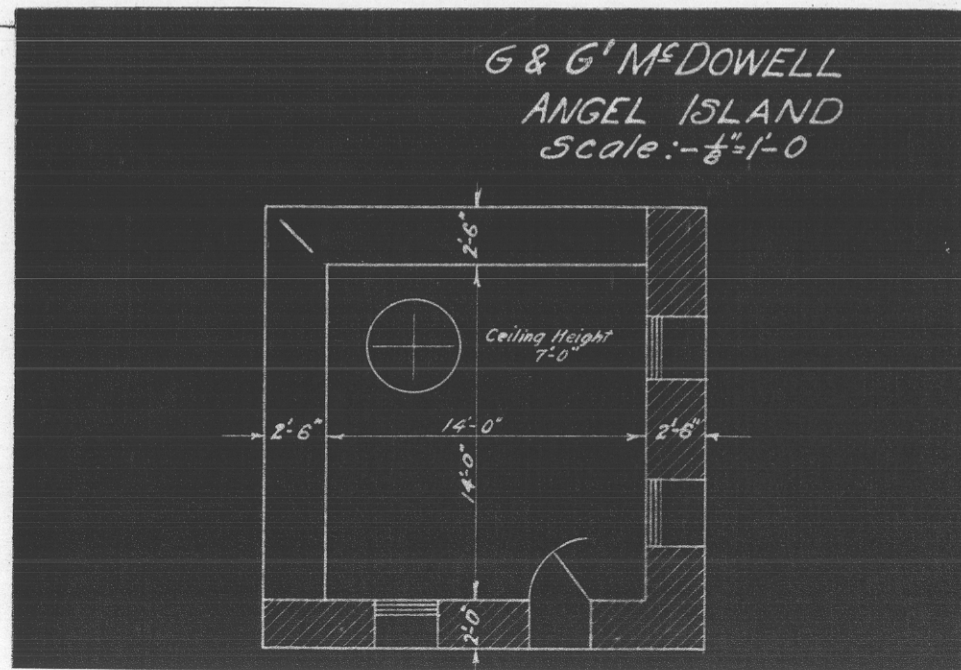 G & G' McDOWELL
ANGEL ISLAND
Scale:- 1/8"=1'-0
2'-6"
Ceiling Height
7'-0"
2'-6"
14'-0"
2'-6"
14'-0"
2'-0"